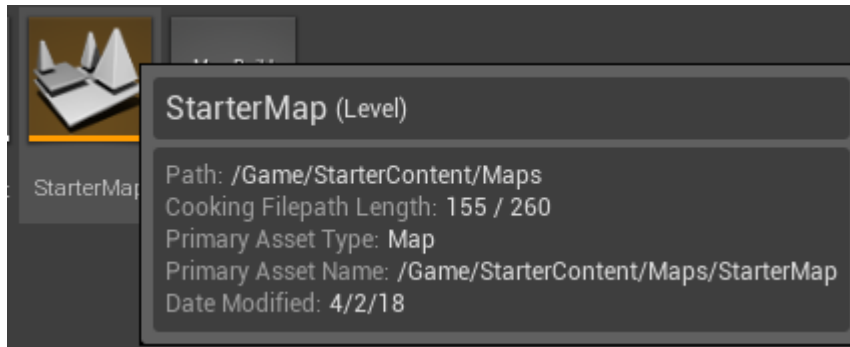 StarterMap (Level)
Path: /Game/StarterContent/Maps
Cooking Filepath Length: 155 / 260
Primary Asset Type: Map
Primary Asset Name: /Game/StarterContent/Maps/StarterMap
Date Modified: 4/2/18
StarterMap